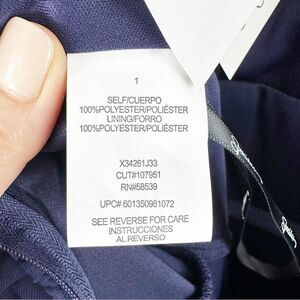 1
SELF/CUERPO
100%POLYESTER/POLIÉSTER
LINING/FORRO
100%POLYESTER/POLIÉSTER
X34261J33
CUT#107951
RN#58539
UPC# 601350981072
SEE REVERSE FOR CARE
INSTRUCCIONES
AL REVERSO